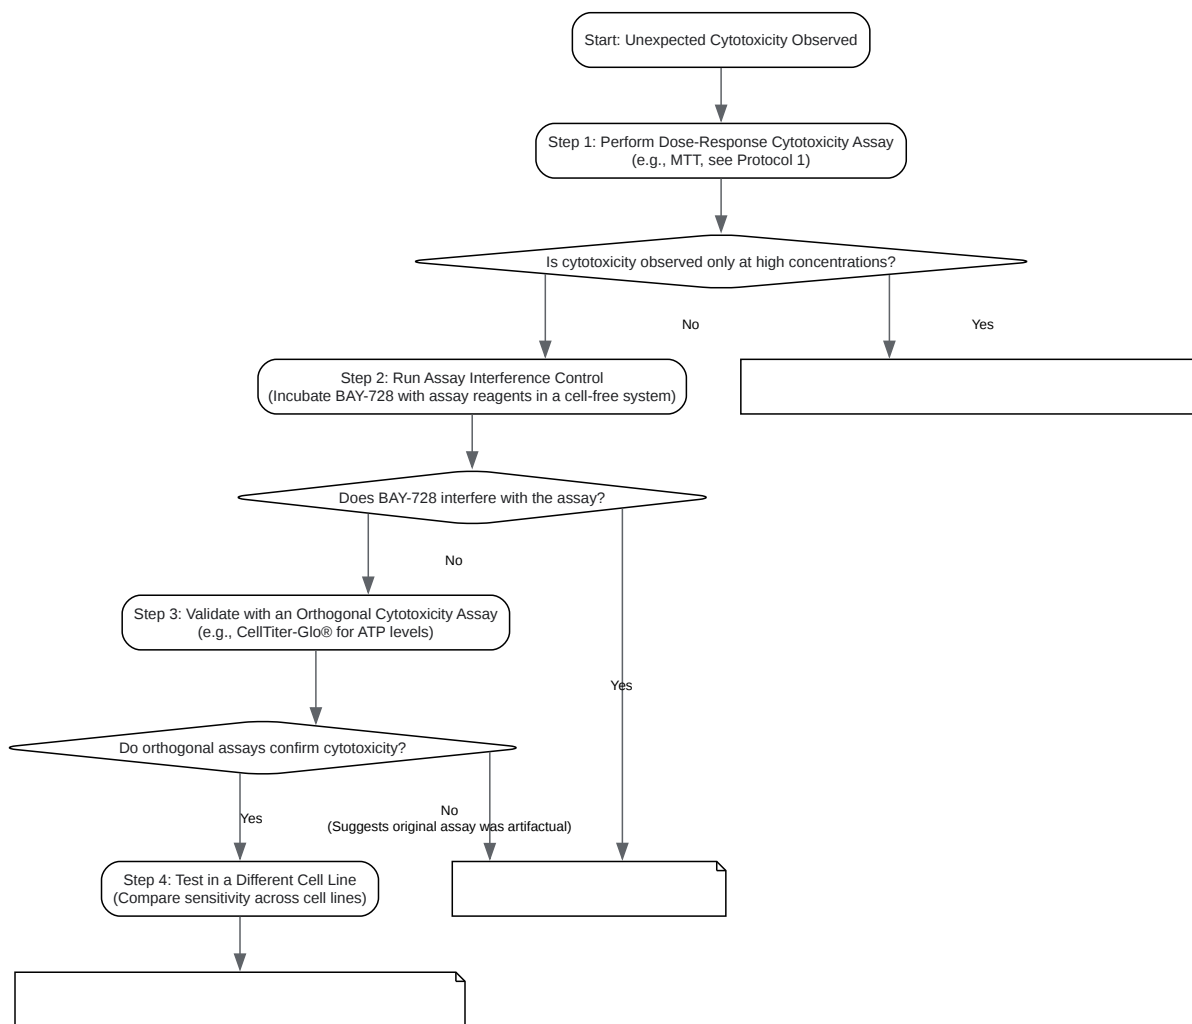 Start: Unexpected Cytotoxicity Observed
Step 1: Perform Dose-Response Cytotoxicity Assay
(e.g., MTT, see Protocol 1)
Is cytotoxicity observed only at high concentrations?
No
Yes
Step 2: Run Assay Interference Control
(Incubate BAY-728 with assay reagents in a cell-free system)
Does BAY-728 interfere with the assay?
No
Step 3: Validate with an Orthogonal Cytotoxicity Assay
(e.g., CellTiter-Glo® for ATP levels)
Yes
Do orthogonal assays confirm cytotoxicity?
Yes
No
(Suggests original assay was artifactual)
Step 4: Test in a Different Cell Line
(Compare sensitivity across cell lines)